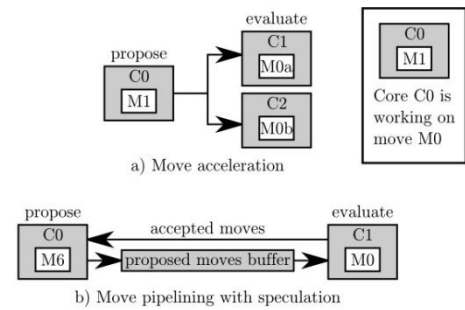 evaluate
propose
C1
M0a
C0
M1
C2
M0b
a) Move acceleration
C0
M1
Core C0 is
working on
move M0
propose
evaluate
accepted moves
C0
C1
M6
proposed moves buffer
M0
b) Move pipelining with speculation